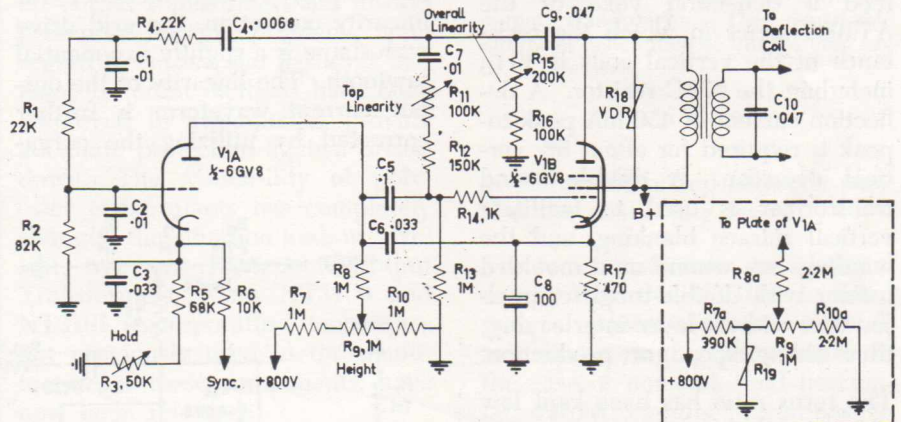 R4, 22K
C4, .0068
Overall Linearity
C9, .047
To Deflection Coil
C1 .01
C7 .01
R15 200K
Top Linearity
R11 100K
R18 VDR
C10 .047
R1 22K
R16 100K
V1A ½-6GV8
R12 150K
V1B ½-6GV8
C5 .1
R14, 1K
B+
C2 .01
C6 .033
R2 82K
To Plate of V1A
C3 .033
R5 58K
R6 10K
R8 1M
R13 1M
C8 100
R17 470
R8a 2·2M
R7 1M
R10 1M
R7a 390K
R10a 2·2M
Hold
R3, 50K
Sync.
+800V
R9, 1M
Height
R9 1M
R19
+800V